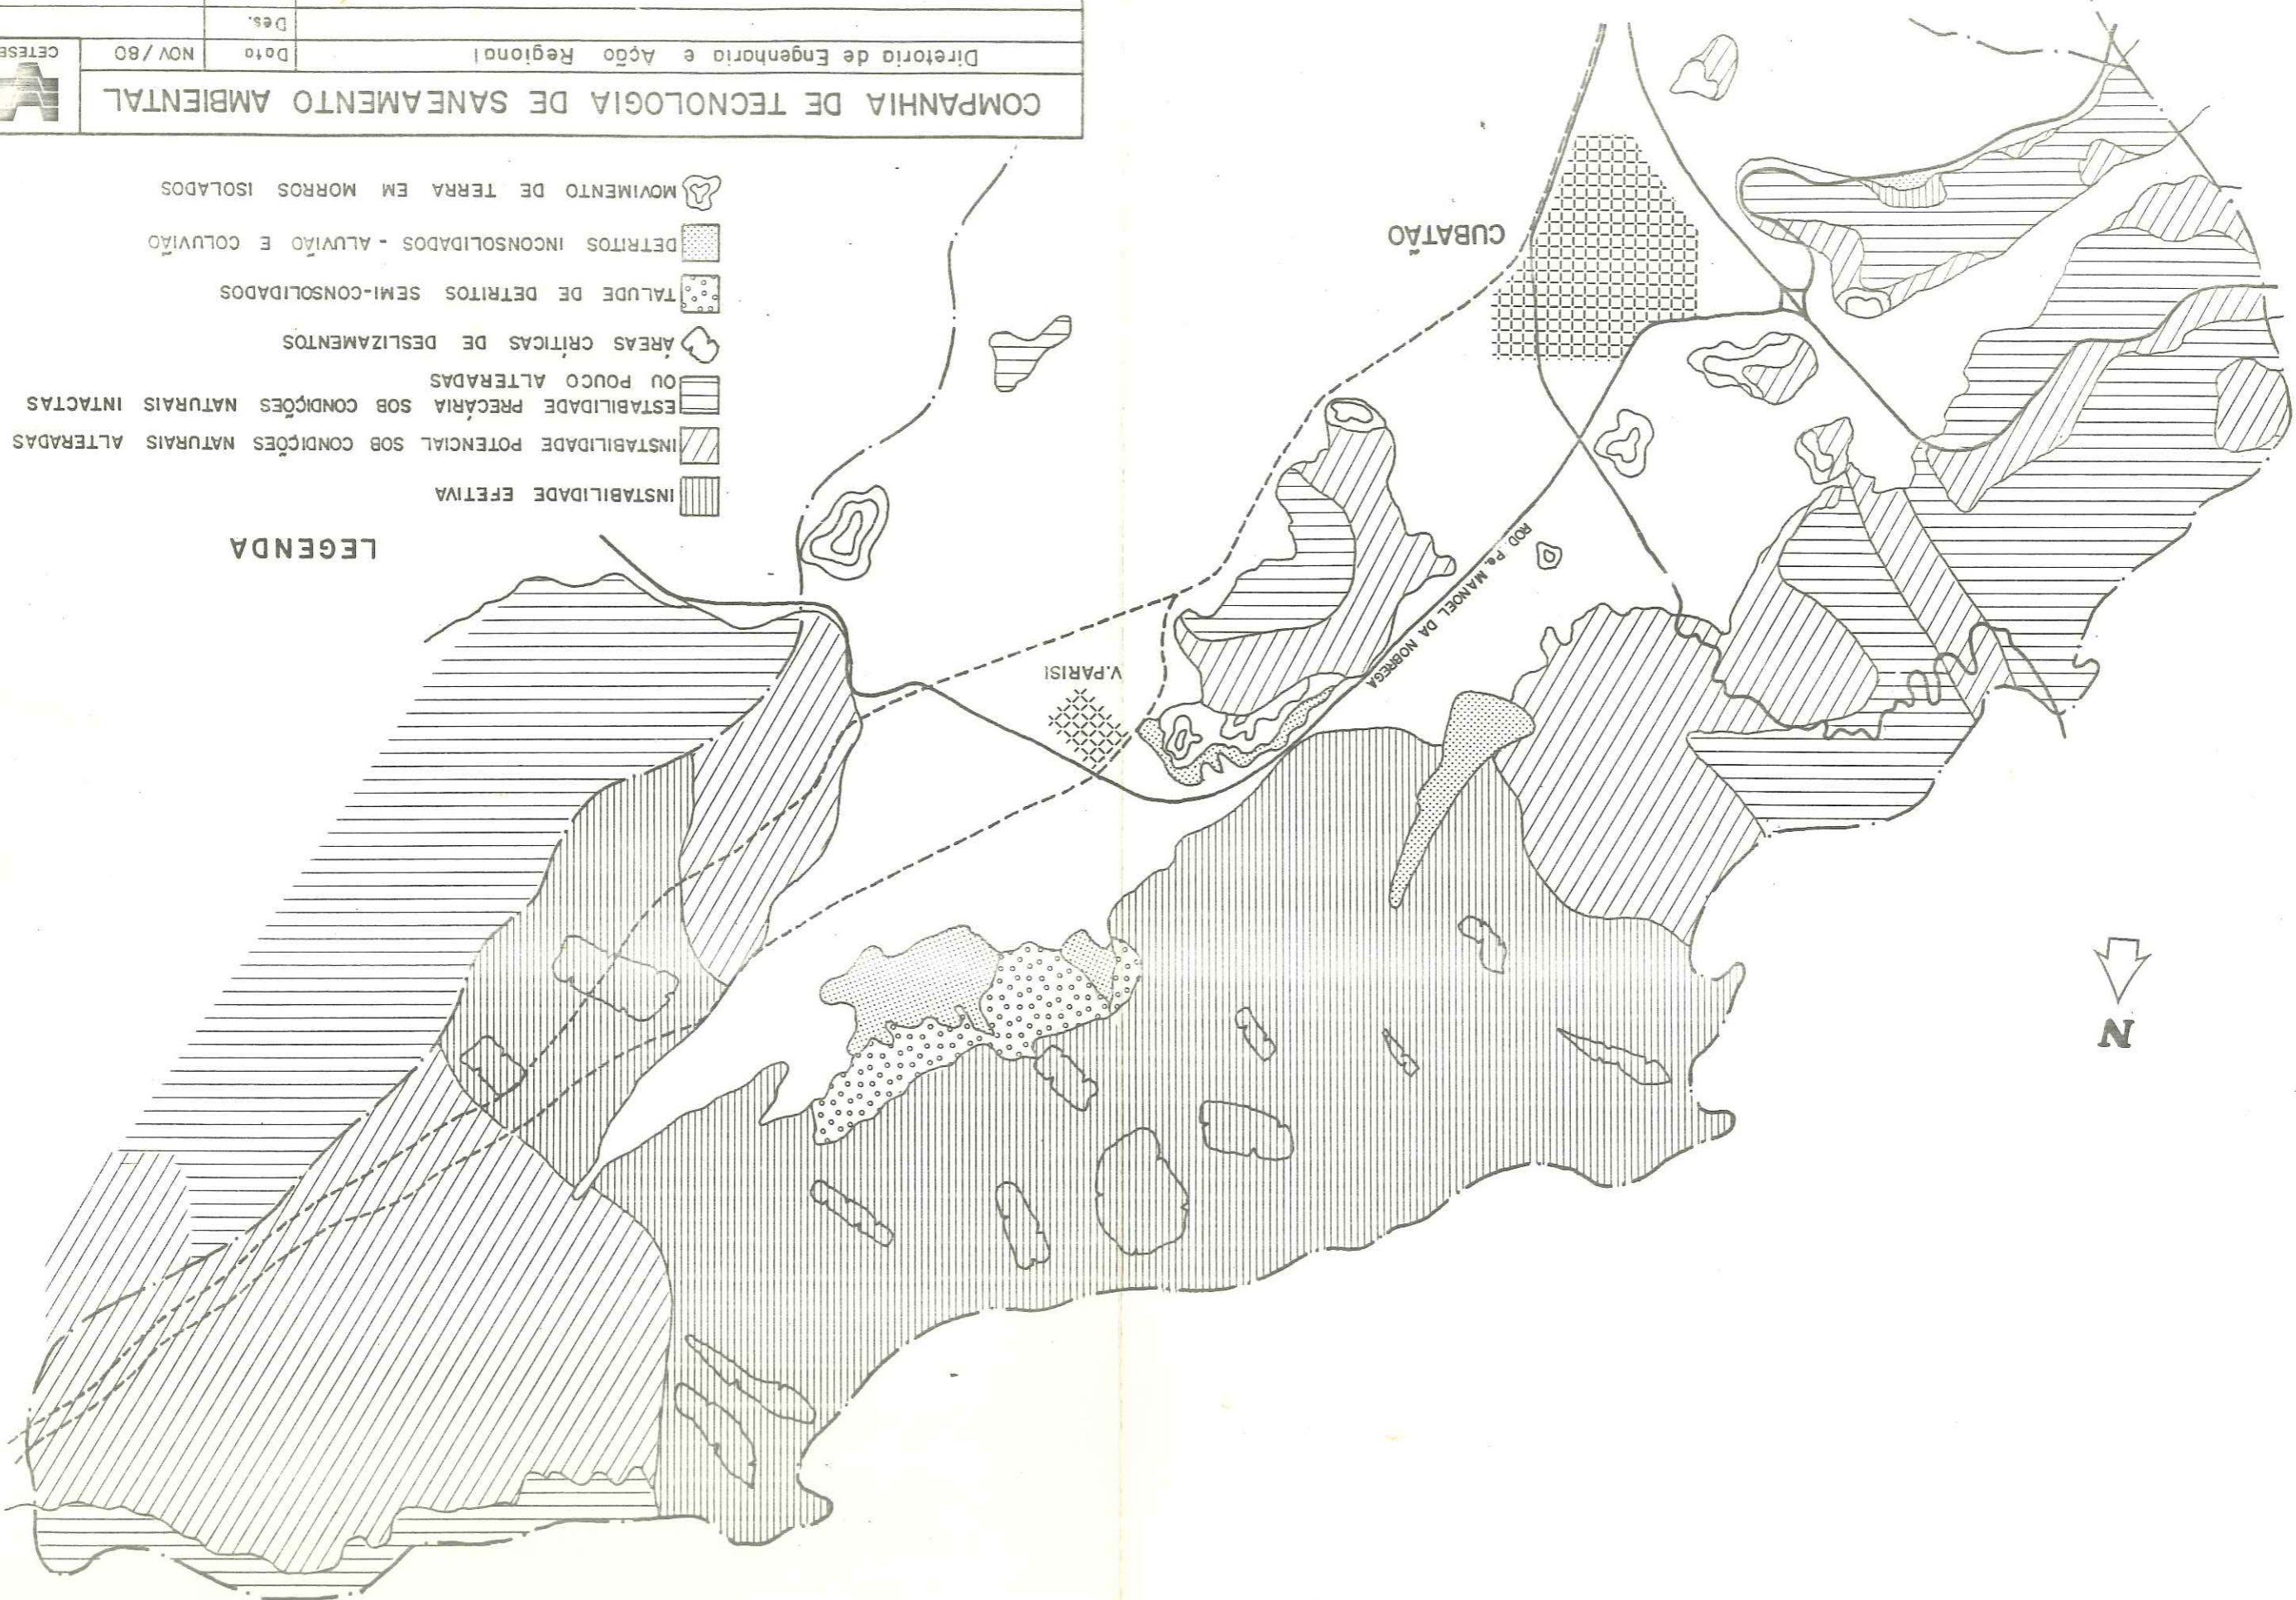 N
ROD. Pe. MANOEL DA NOBREGA
V.PARISI
CUBATÃO
LEGENDA
INSTABILIDADE EFETIVA
INSTABILIDADE POTENCIAL SOB CONDIÇÕES NATURAIS ALTERADAS
ESTABILIDADE PRECÁRIA SOB CONDIÇÕES NATURAIS INTACTAS
OU POUCO ALTERADAS
ÁREAS CRÍTICAS DE DESLIZAMENTOS
TALUDE DE DETRITOS SEMI-CONSOLIDADOS
DETRITOS INCONSOLIDADOS - ALUVIÃO E COLUVIÃO
MOVIMENTO DE TERRA EM MORROS ISOLADOS
COMPANHIA DE TECNOLOGIA DE SANEAMENTO AMBIENTAL
CETESB
Diretoria de Engenharia e Ação Regional
Data
NOV/80
Des.